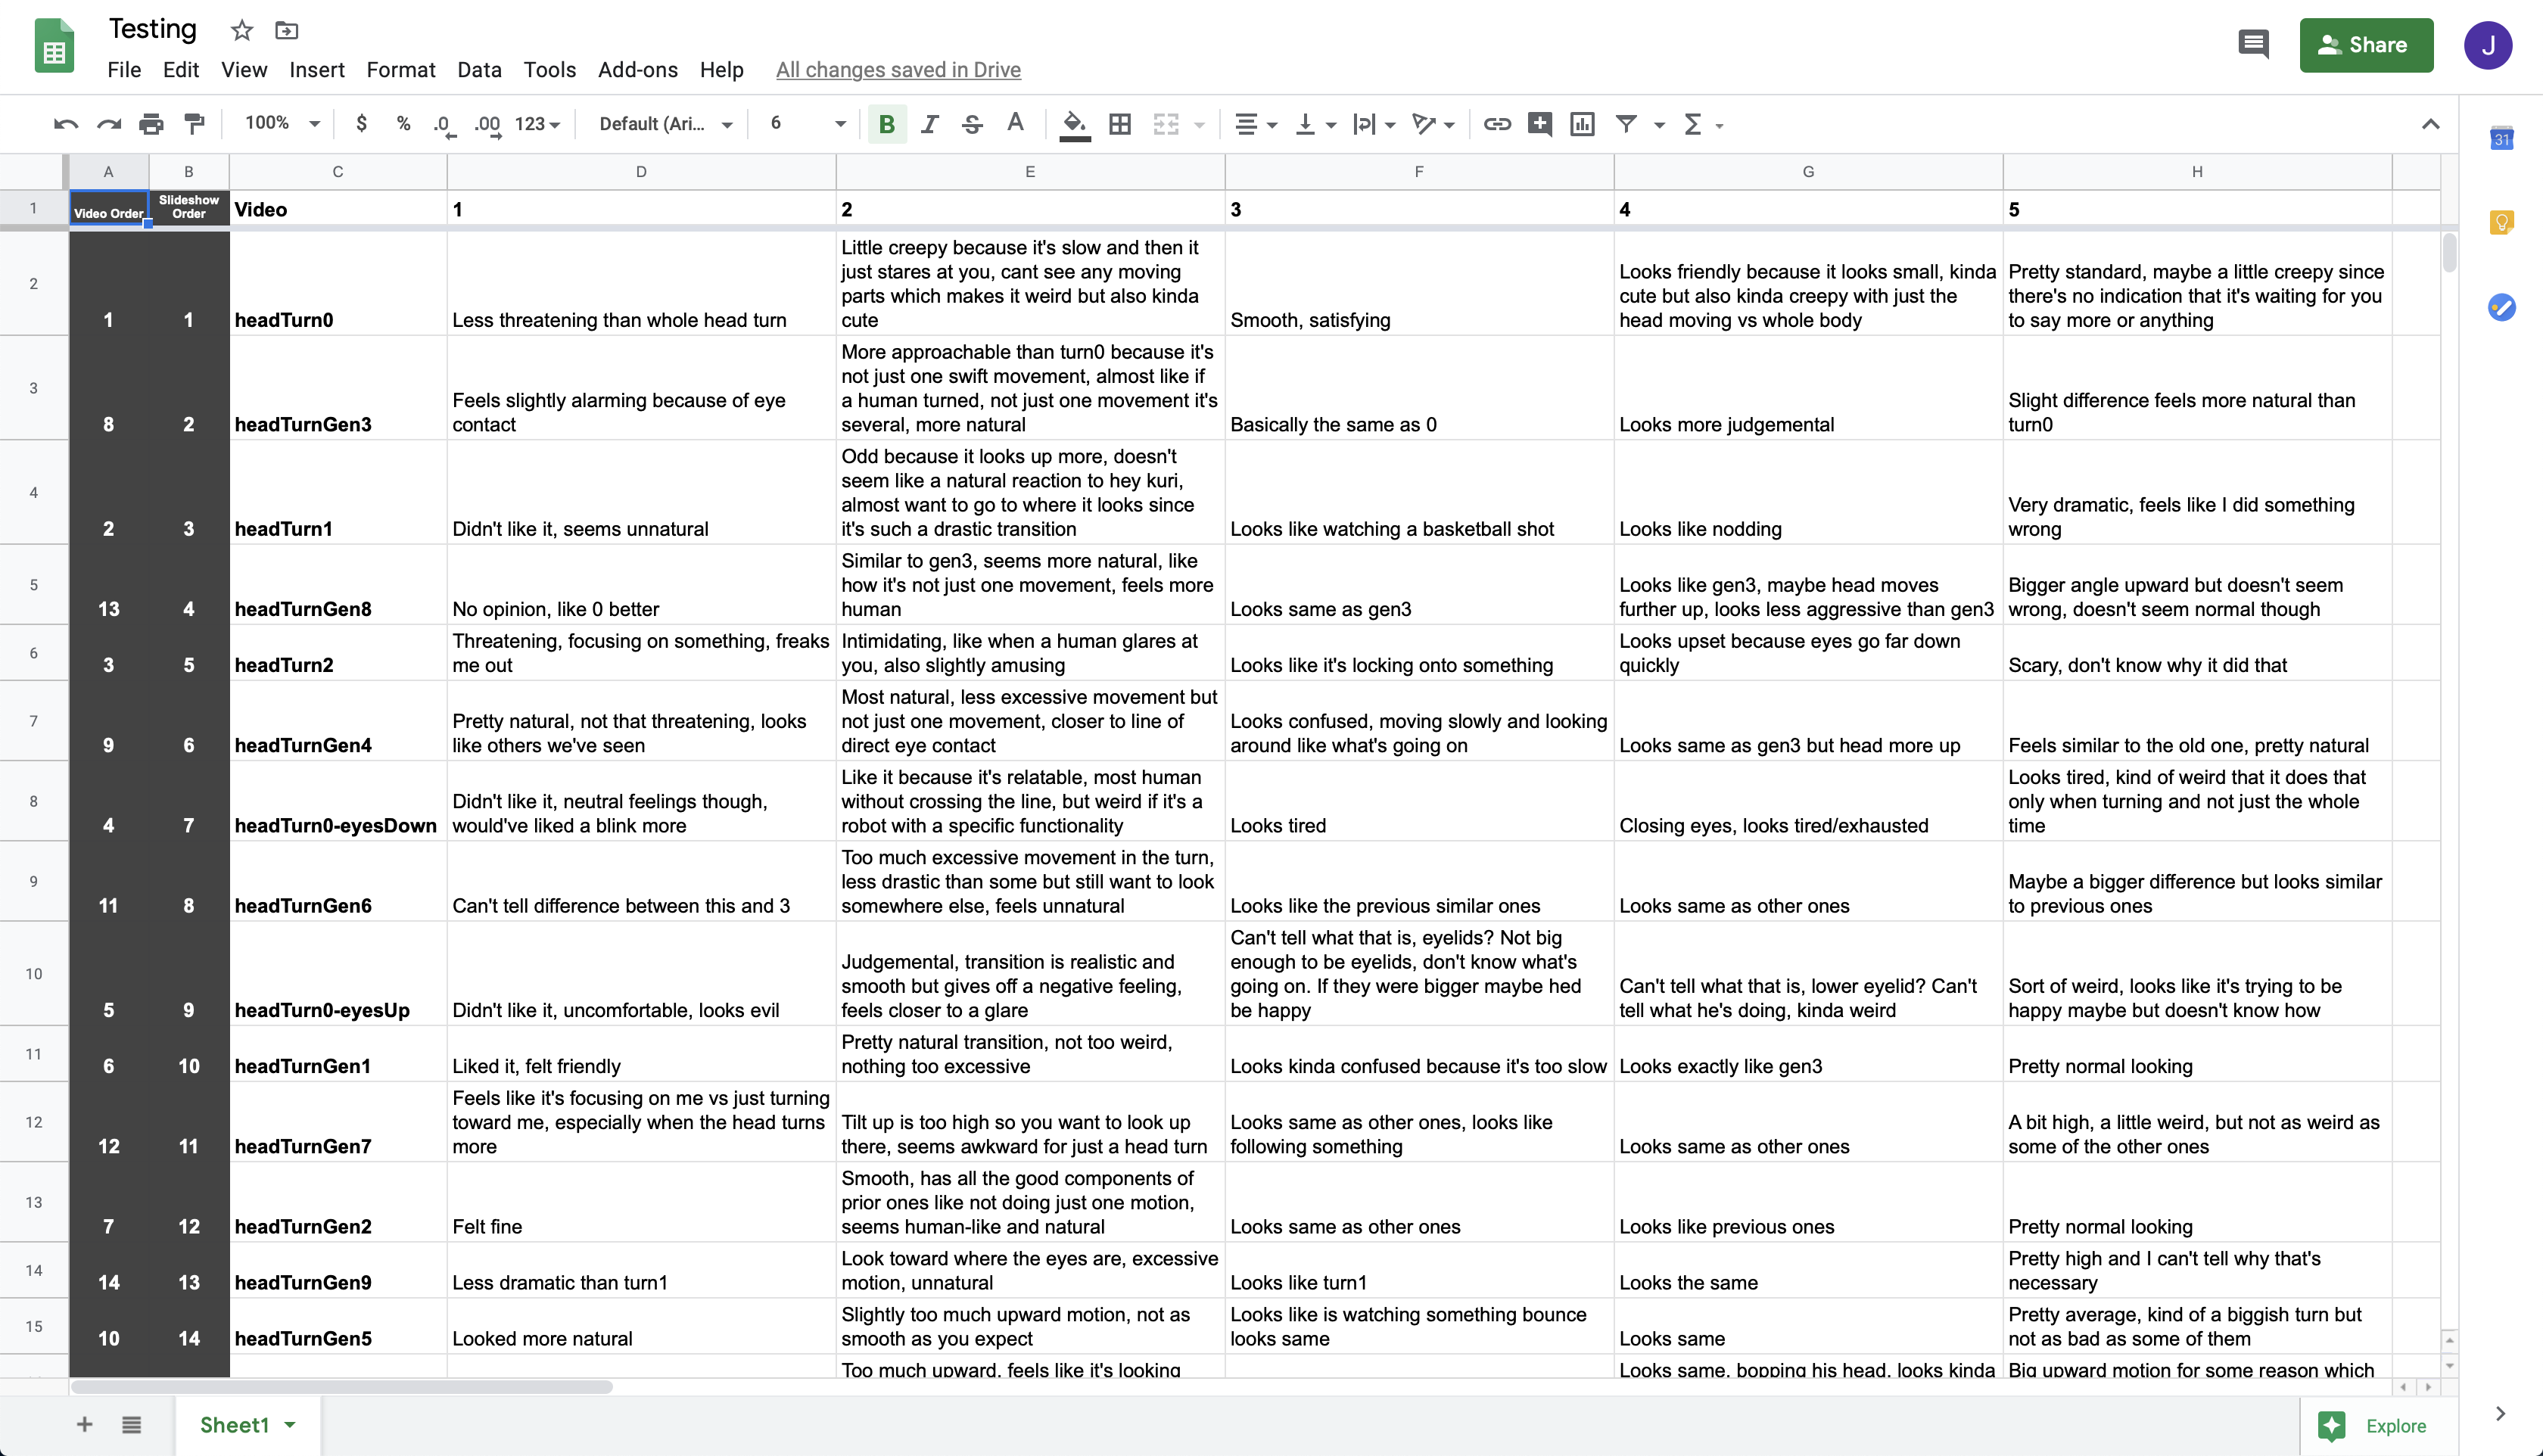 Testing
File Edit View Insert Format Data Tools Add-ons Help All changes saved in Drive
Share
J
100% $ % .0 .00 123 Default (Ari... 6 B I S A
31
A B C D E F G H
1 Video Order Slideshow Order Video 1 2 3 4 5
2
1 1 headTurn0
Less threatening than whole head turn
Little creepy because it's slow and then it
just stares at you, cant see any moving
parts which makes it weird but also kinda
cute
Smooth, satisfying
Looks friendly because it looks small, kinda
cute but also kinda creepy with just the
head moving vs whole body
Pretty standard, maybe a little creepy since
there's no indication that it's waiting for you
to say more or anything
3
8 2 headTurnGen3
Feels slightly alarming because of eye
contact
More approachable than turn0 because it's
not just one swift movement, almost like if
a human turned, not just one movement it's
several, more natural
Basically the same as 0
Looks more judgemental
Slight difference feels more natural than
turn0
4
2 3 headTurn1
Didn't like it, seems unnatural
Odd because it looks up more, doesn't
seem like a natural reaction to hey kuri,
almost want to go to where it looks since
it's such a drastic transition
Looks like watching a basketball shot
Looks like nodding
Very dramatic, feels like I did something
wrong
5
13 4 headTurnGen8
No opinion, like 0 better
Similar to gen3, seems more natural, like
how it's not just one movement, feels more
human
Looks same as gen3
Looks like gen3, maybe head moves
further up, looks less aggressive than gen3
Bigger angle upward but doesn't seem
wrong, doesn't seem normal though
6
3 5 headTurn2
Threatening, focusing on something, freaks
me out
Intimidating, like when a human glares at
you, also slightly amusing
Looks like it's locking onto something
Looks upset because eyes go far down
quickly
Scary, don't know why it did that
7
9 6 headTurnGen4
Pretty natural, not that threatening, looks
like others we've seen
Most natural, less excessive movement but
not just one movement, closer to line of
direct eye contact
Looks confused, moving slowly and looking
around like what's going on
Looks same as gen3 but head more up
Feels similar to the old one, pretty natural
8
4 7 headTurn0-eyesDown
Didn't like it, neutral feelings though,
would've liked a blink more
Like it because it's relatable, most human
without crossing the line, but weird if it's a
robot with a specific functionality
Looks tired
Closing eyes, looks tired/exhausted
Looks tired, kind of weird that it does that
only when turning and not just the whole
time
9
11 8 headTurnGen6
Can't tell difference between this and 3
Too much excessive movement in the turn,
less drastic than some but still want to look
somewhere else, feels unnatural
Looks like the previous similar ones
Looks same as other ones
Maybe a bigger difference but looks similar
to previous ones
10
5 9 headTurn0-eyesUp
Didn't like it, uncomfortable, looks evil
Judgemental, transition is realistic and
smooth but gives off a negative feeling,
feels closer to a glare
Can't tell what that is, eyelids? Not big
enough to be eyelids, don't know what's
going on. If they were bigger maybe hed
be happy
Can't tell what that is, lower eyelid? Can't
tell what he's doing, kinda weird
Sort of weird, looks like it's trying to be
happy maybe but doesn't know how
11
6 10 headTurnGen1
Liked it, felt friendly
Pretty natural transition, not too weird,
nothing too excessive
Looks kinda confused because it's too slow
Looks exactly like gen3
Pretty normal looking
12
12 11 headTurnGen7
Feels like it's focusing on me vs just turning
toward me, especially when the head turns
more
Tilt up is too high so you want to look up
there, seems awkward for just a head turn
Looks same as other ones, looks like
following something
Looks same as other ones
A bit high, a little weird, but not as weird as
some of the other ones
13
7 12 headTurnGen2
Felt fine
Smooth, has all the good components of
prior ones like not doing just one motion,
seems human-like and natural
Looks same as other ones
Looks like previous ones
Pretty normal looking
14
14 13 headTurnGen9
Less dramatic than turn1
Look toward where the eyes are, excessive
motion, unnatural
Looks like turn1
Looks the same
Pretty high and I can't tell why that's
necessary
15
10 14 headTurnGen5
Looked more natural
Slightly too much upward motion, not as
smooth as you expect
Looks like is watching something bounce
looks same
Looks same
Pretty average, kind of a biggish turn but
not as bad as some of them
Too much upward, feels like it's looking
Looks same, bopping his head, looks kinda
Big upward motion for some reason which
Sheet1
Explore